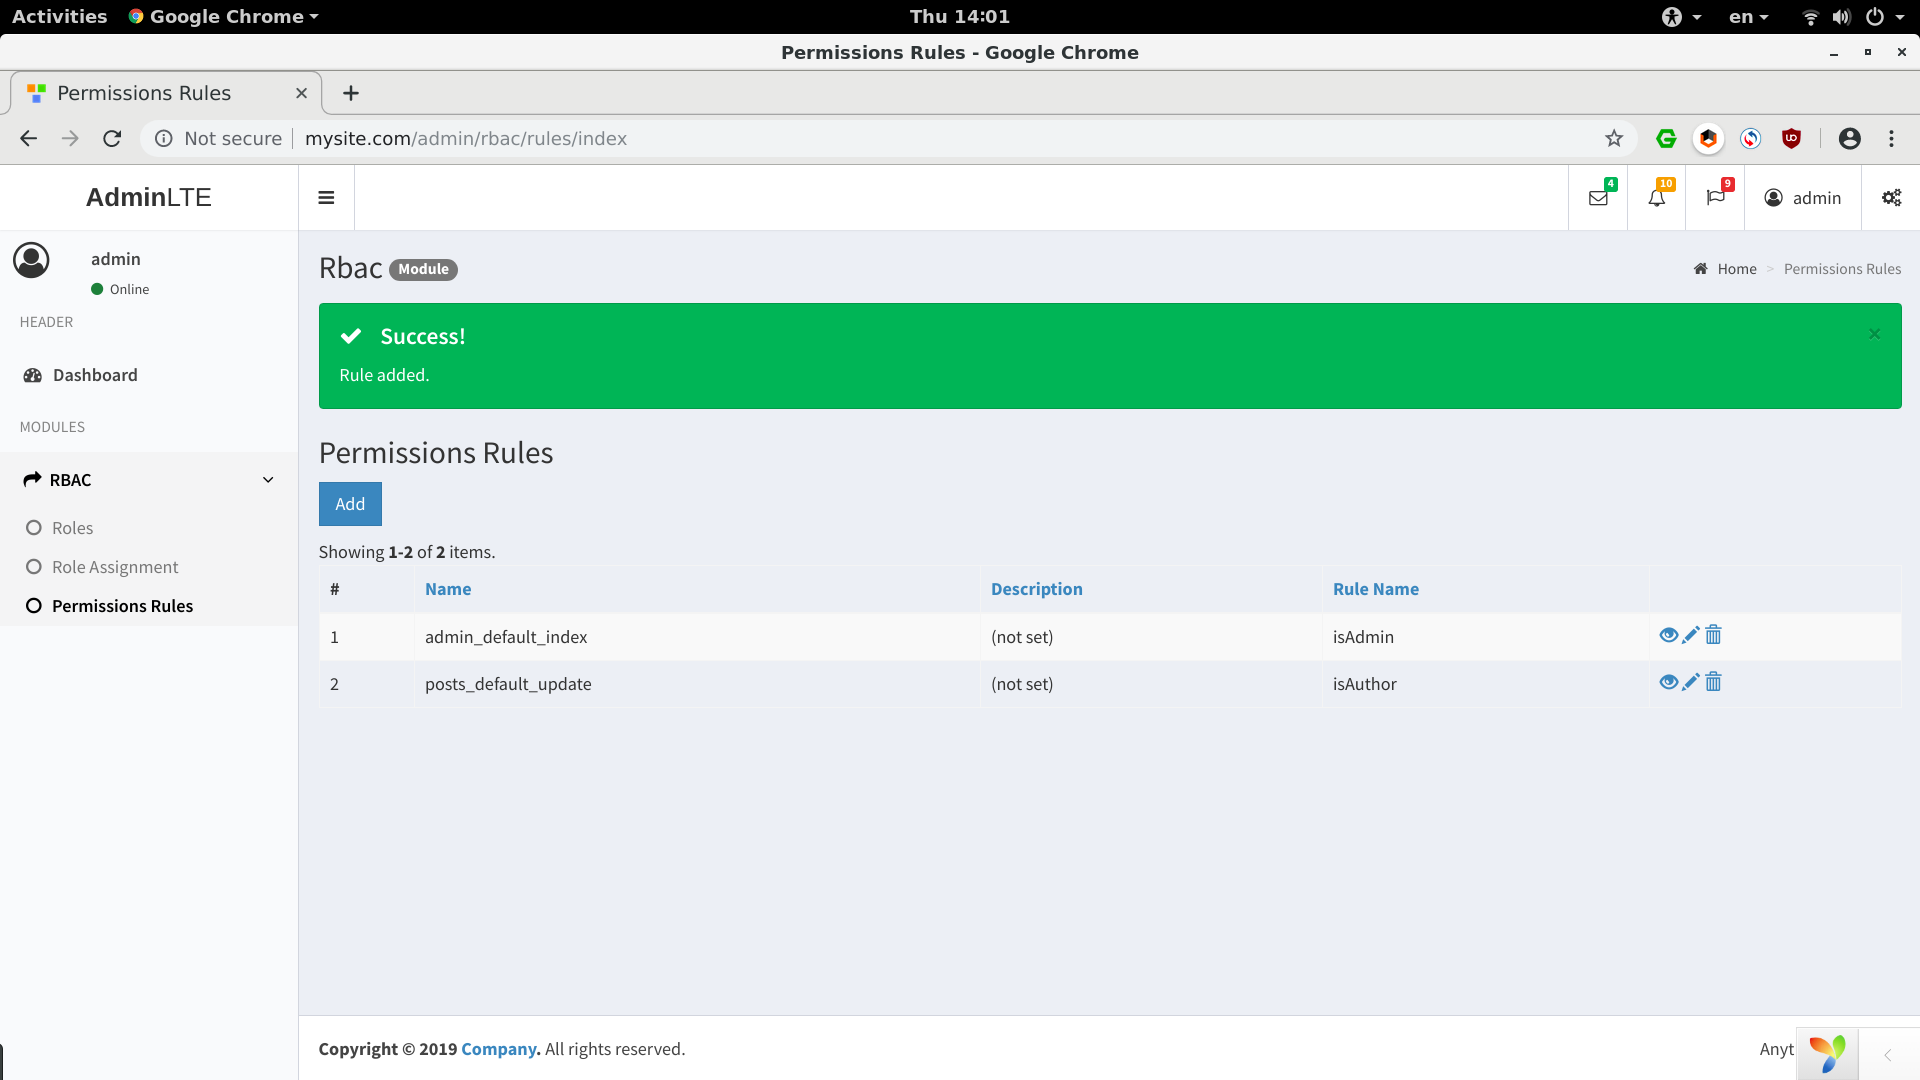 Activities Google Chrome Thu 14:01 en
Permissions Rules - Google Chrome
Permissions Rules
Not secure mysite.com/admin/rbac/rules/index
AdminLTE 4 10 9 admin
admin
Online
HEADER
Dashboard
MODULES
RBAC
Roles
Role Assignment
Permissions Rules
Rbac Module Home > Permissions Rules
Success! ×
Rule added.
Permissions Rules
Add
Showing 1-2 of 2 items.
# Name Description Rule Name
1 admin_default_index (not set) isAdmin
2 posts_default_update (not set) isAuthor
Copyright © 2019 Company. All rights reserved. Anyt